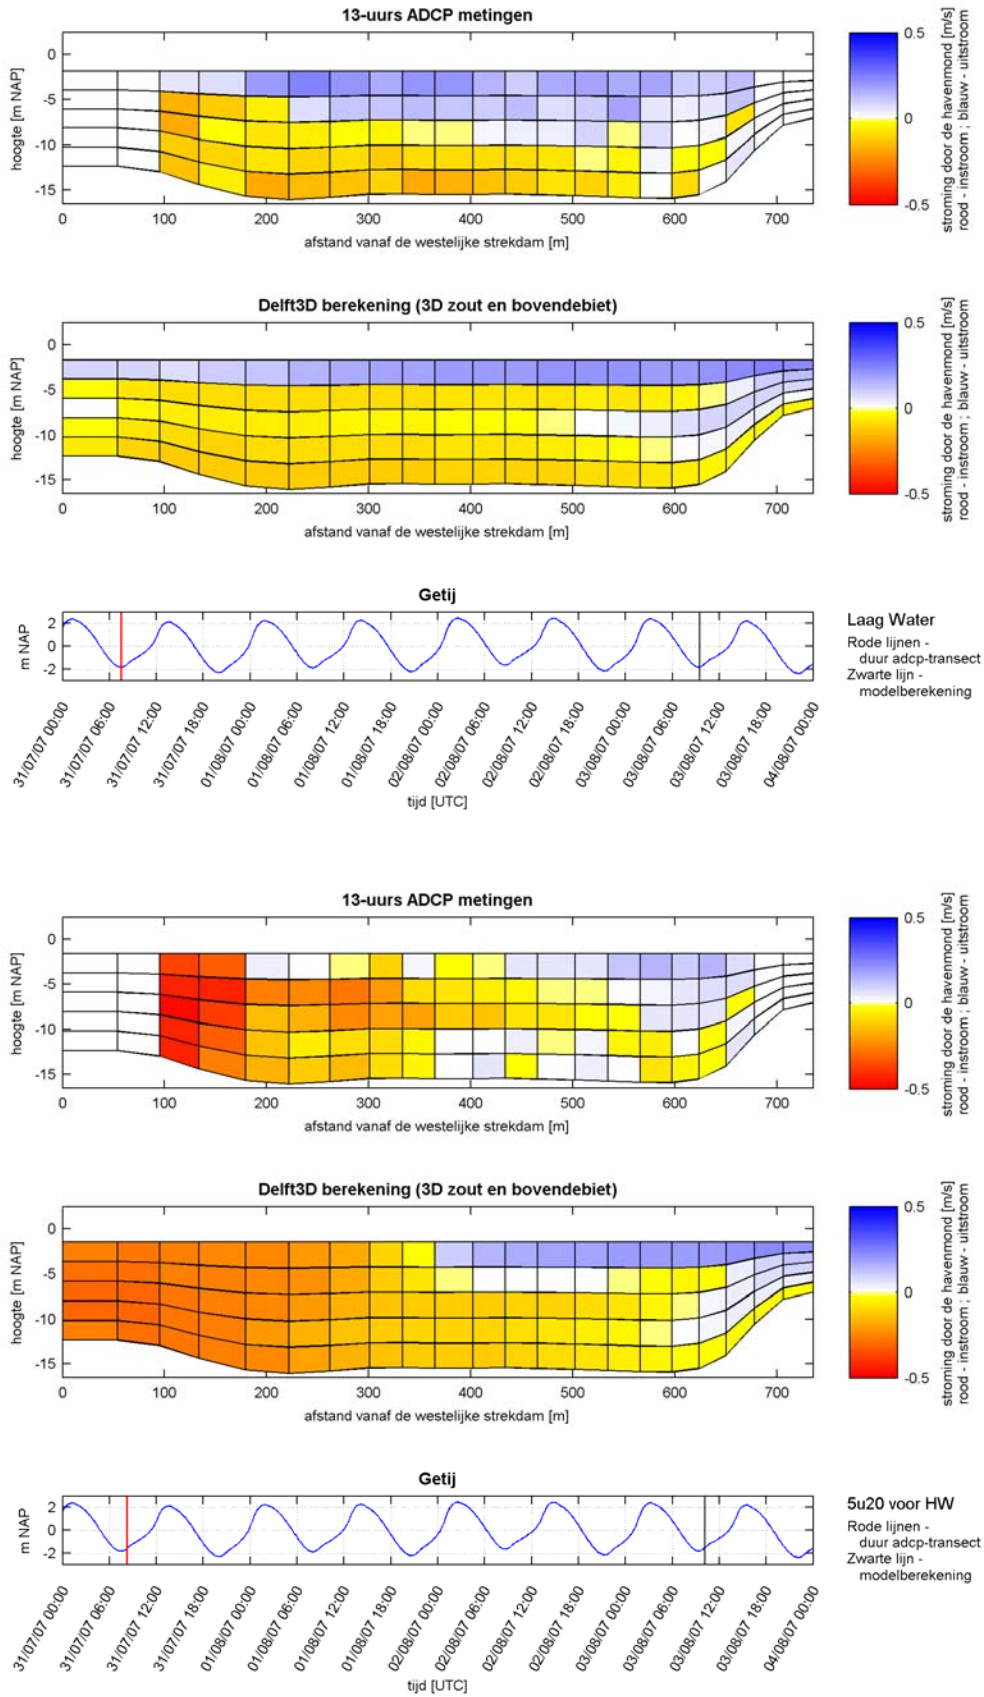 13-uurs ADCP metingen
hoogte [m NAP]
0
-5
-10
-15
0 100 200 300 400 500 600 700
afstand vanaf de westelijke strekdam [m]
0.5
0
-0.5
stroming door de havenmond [m/s]
rood - instroom ; blauw - uitstroom
Delft3D berekening (3D zout en bovendebiet)
hoogte [m NAP]
0
-5
-10
-15
0 100 200 300 400 500 600 700
afstand vanaf de westelijke strekdam [m]
0.5
0
-0.5
stroming door de havenmond [m/s]
rood - instroom ; blauw - uitstroom
Getij
m NAP
2
0
-2
31/07/07 00:00
31/07/07 06:00
31/07/07 12:00
31/07/07 18:00
01/08/07 00:00
01/08/07 06:00
01/08/07 12:00
01/08/07 18:00
02/08/07 00:00
02/08/07 06:00
02/08/07 12:00
02/08/07 18:00
03/08/07 00:00
03/08/07 06:00
03/08/07 12:00
03/08/07 18:00
04/08/07 00:00
tijd [UTC]
Laag Water
Rode lijnen -
duur adcp-transect
Zwarte lijn -
modelberekening
13-uurs ADCP metingen
hoogte [m NAP]
0
-5
-10
-15
0 100 200 300 400 500 600 700
afstand vanaf de westelijke strekdam [m]
0.5
0
-0.5
stroming door de havenmond [m/s]
rood - instroom ; blauw - uitstroom
Delft3D berekening (3D zout en bovendebiet)
hoogte [m NAP]
0
-5
-10
-15
0 100 200 300 400 500 600 700
afstand vanaf de westelijke strekdam [m]
0.5
0
-0.5
stroming door de havenmond [m/s]
rood - instroom ; blauw - uitstroom
Getij
m NAP
2
0
-2
31/07/07 00:00
31/07/07 06:00
31/07/07 12:00
31/07/07 18:00
01/08/07 00:00
01/08/07 06:00
01/08/07 12:00
01/08/07 18:00
02/08/07 00:00
02/08/07 06:00
02/08/07 12:00
02/08/07 18:00
03/08/07 00:00
03/08/07 06:00
03/08/07 12:00
03/08/07 18:00
04/08/07 00:00
tijd [UTC]
5u20 voor HW
Rode lijnen -
duur adcp-transect
Zwarte lijn -
modelberekening